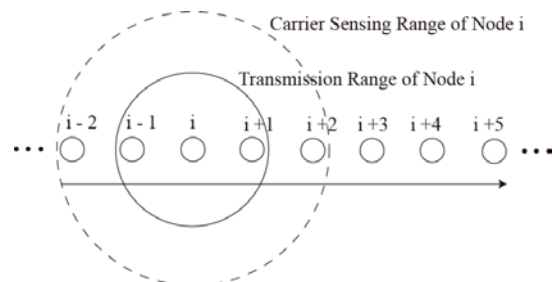 Carrier Sensing Range of Node i
Transmission Range of Node i
i - 2 i - 1 i i +1 i +2 i +3 i +4 i +5
••• •••